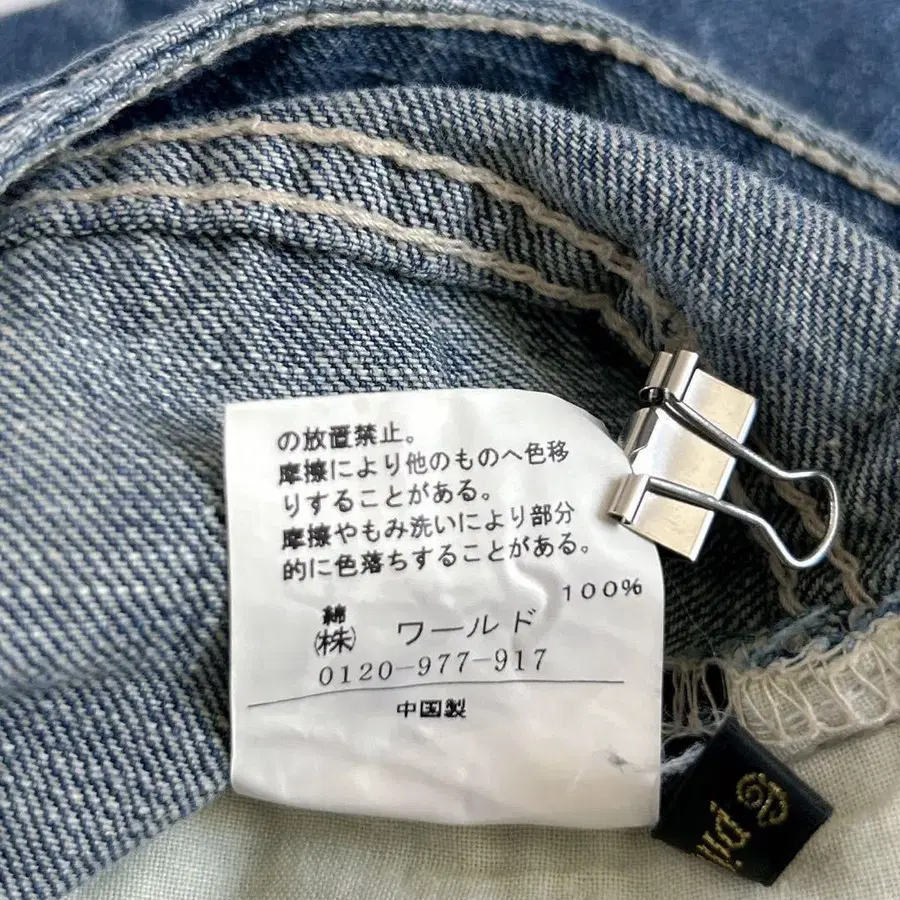 の放置禁止。
摩擦により他のものへ色移
りすることがある。
摩擦やもみ洗いにより部分
的に色落ちすることがある。
綿 100%
㈱ ワールド
0120-977-917
中国製